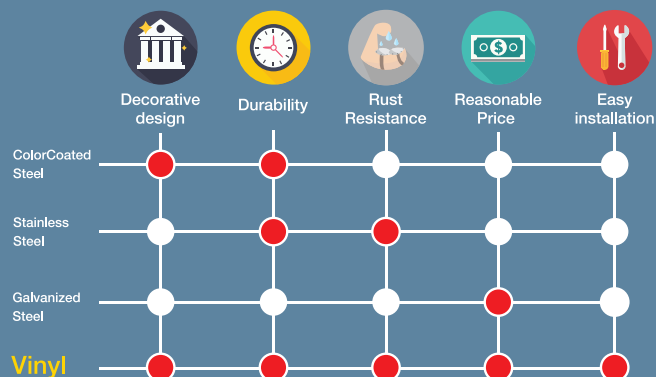 Decorative
design
Durability
Rust
Resistance
Reasonable
Price
Easy
installation
ColorCoated
Steel
Stainless
Steel
Galvanized
Steel
Vinyl